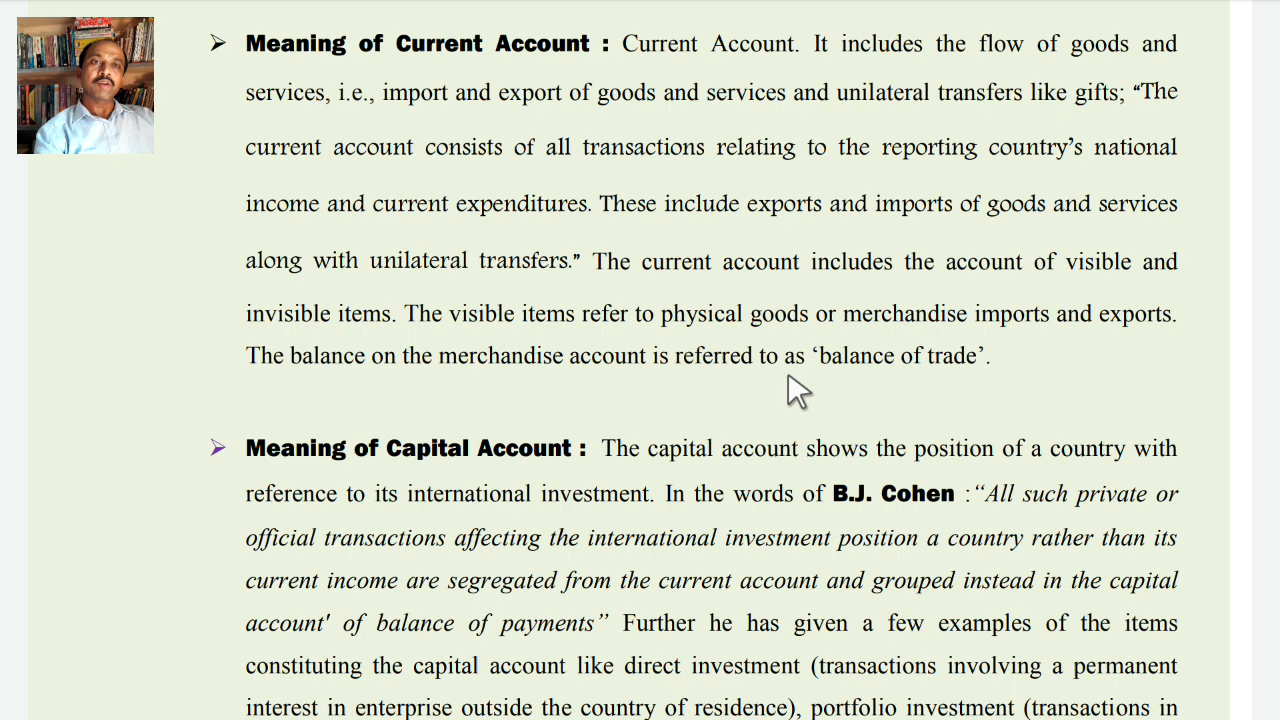 ➢ Meaning of Current Account : Current Account. It includes the flow of goods and
services, i.e., import and export of goods and services and unilateral transfers like gifts; “The
current account consists of all transactions relating to the reporting country’s national
income and current expenditures. These include exports and imports of goods and services
along with unilateral transfers.” The current account includes the account of visible and
invisible items. The visible items refer to physical goods or merchandise imports and exports.
The balance on the merchandise account is referred to as ‘balance of trade’.
➢ Meaning of Capital Account : The capital account shows the position of a country with
reference to its international investment. In the words of B.J. Cohen :“All such private or
official transactions affecting the international investment position a country rather than its
current income are segregated from the current account and grouped instead in the capital
account' of balance of payments” Further he has given a few examples of the items
constituting the capital account like direct investment (transactions involving a permanent
interest in enterprise outside the country of residence), portfolio investment (transactions in